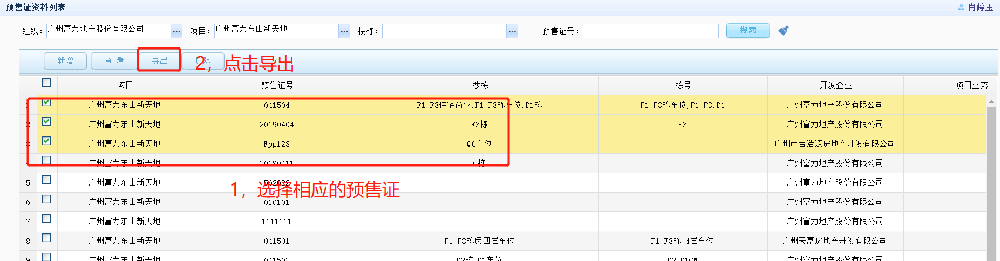 预售证资料列表 肖婷玉
组织: 广州富力地产股份有限公司 ... 项目: 广州富力东山新天地 ... 楼栋: ... 预售证号: 搜索
新增 查 看 导出 删除 2，点击导出
项目 预售证号 楼栋 栋号 开发企业 项目坐落
1 广州富力东山新天地 041504 F1-F3住宅商业,F1-F3栋车位,D1栋 F1-F3栋车位,F1-F3,D1 广州富力地产股份有限公司
2 广州富力东山新天地 20190404 F3栋 F3 广州富力地产股份有限公司
3 广州富力东山新天地 Fpp123 Q6车位 广州市吉浩源房地产开发有限公司
4 广州富力东山新天地 20190411 C栋 广州富力地产股份有限公司
5 广州富力东山新天地 562622 广州富力地产股份有限公司
1，选择相应的预售证
6 广州富力东山新天地 010101 广州富力地产股份有限公司
7 广州富力东山新天地 1111111 广州富力地产股份有限公司
8 广州富力东山新天地 041501 F1-F3栋负四层车位 F1-F3栋-4层车位 广州天富房地产开发有限公司
9 广州富力东山新天地 041502 D2栋,D1车位 D2,D1CW 广州富力地产股份有限公司